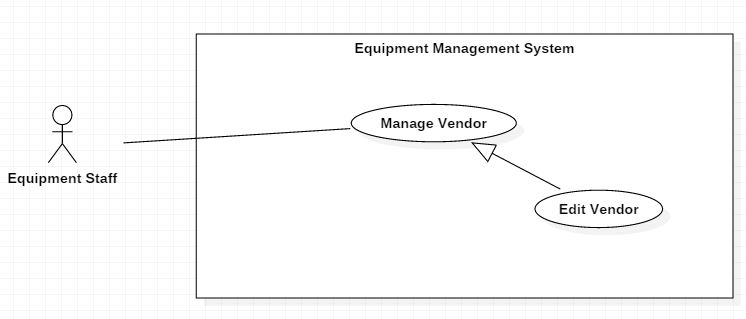 Equipment Management System
Manage Vendor
Equipment Staff
Edit Vendor